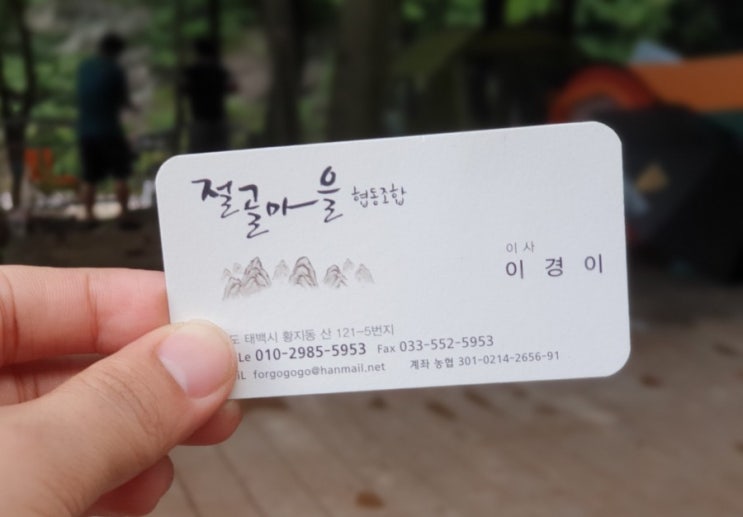 절골마을 협동조합
이사
이 경 이
도 태백시 황지동 산 121-5번지
Le 010-2985-5953 Fax 033-552-5953
iL forgogogo@hanmail.net 계좌 농협 301-0214-2656-91